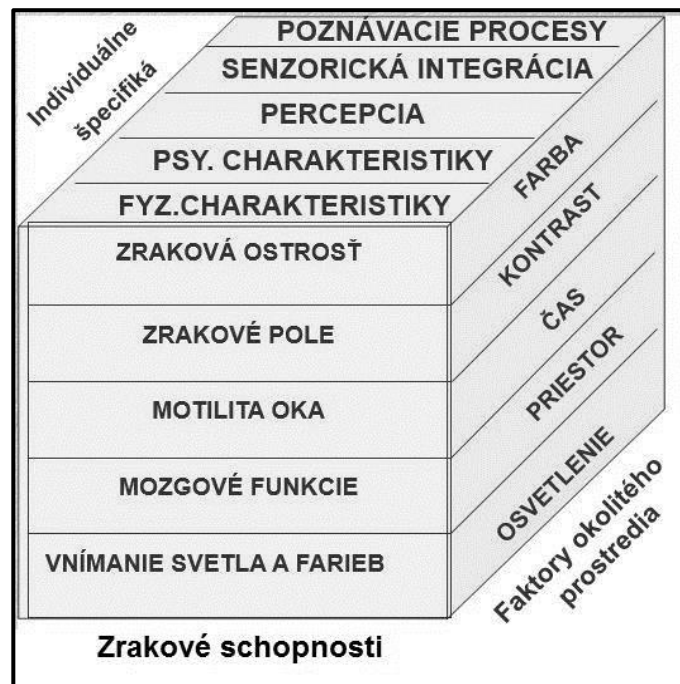 Individuálne
špecifiká
POZNÁVACIE PROCESY
SENZORICKÁ INTEGRÁCIA
PERCEPCIA
PSY. CHARAKTERISTIKY
FYZ.CHARAKTERISTIKY
ZRAKOVÁ OSTROSŤ
ZRAKOVÉ POLE
MOTILITA OKA
MOZGOVÉ FUNKCIE
VNÍMANIE SVETLA A FARIEB
FARBA
KONTRAST
ČAS
PRIESTOR
OSVETLENIE
Faktory okolitého
prostredia
Zrakové schopnosti